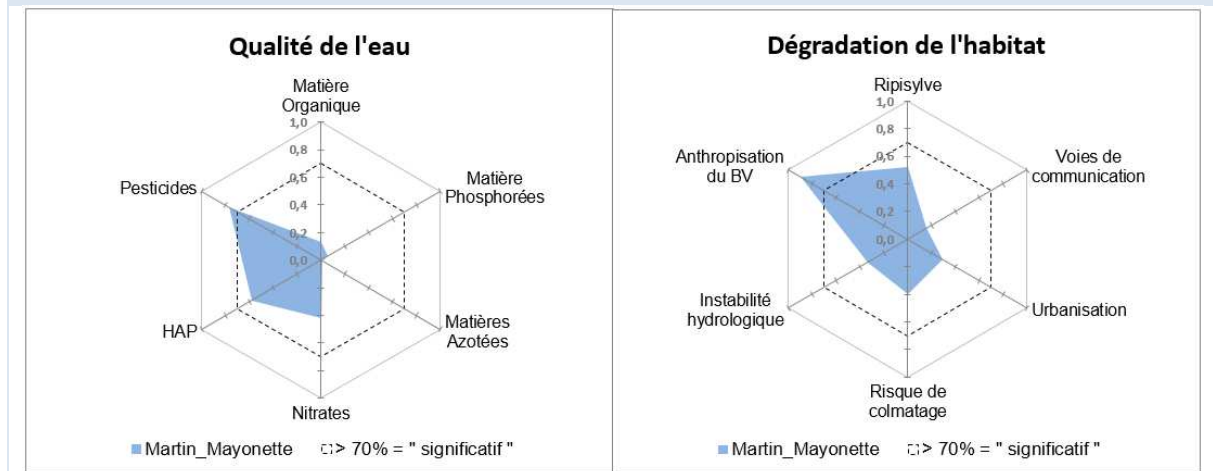 Qualité de l'eau
Matière
Organique
1,0
0,8
0,6
0,4
0,2
0,0
Pesticides
Matière
Phosphorées
HAP
Matières
Azotées
Nitrates
Martin_Mayonette
> 70% = " significatif "
Dégradation de l'habitat
Ripisylve
1,0
0,8
0,6
0,4
0,2
0,0
Anthropisation
du BV
Voies de
communication
Instabilité
hydrologique
Urbanisation
Risque de
colmatage
Martin_Mayonette
> 70% = " significatif "